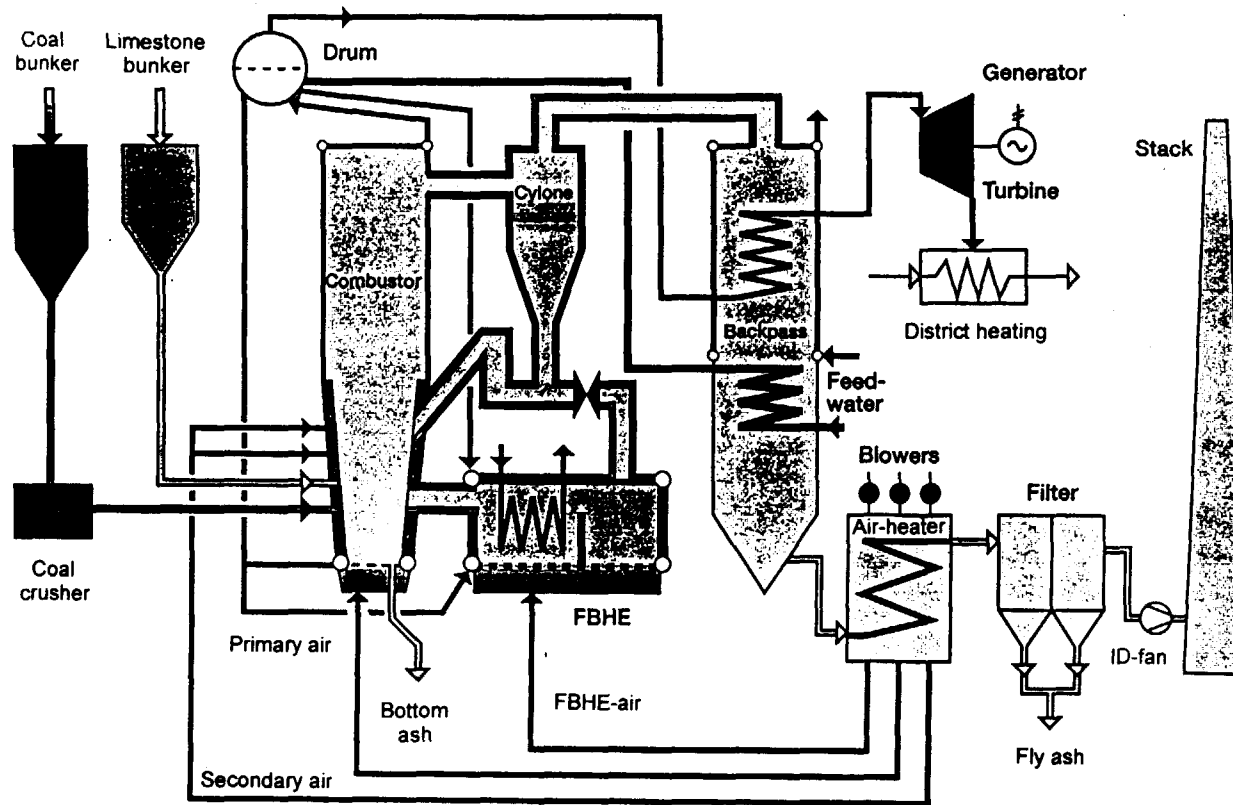 Coal
bunker
Limestone
bunker
Drum
Generator
Stack
Cylone
Turbine
Combustor
Backpass
District heating
Feed-
water
Blowers
Filter
Air-heater
Coal
crusher
FBHE
Primary air
ID-fan
Bottom
ash
FBHE-air
Fly ash
Secondary air